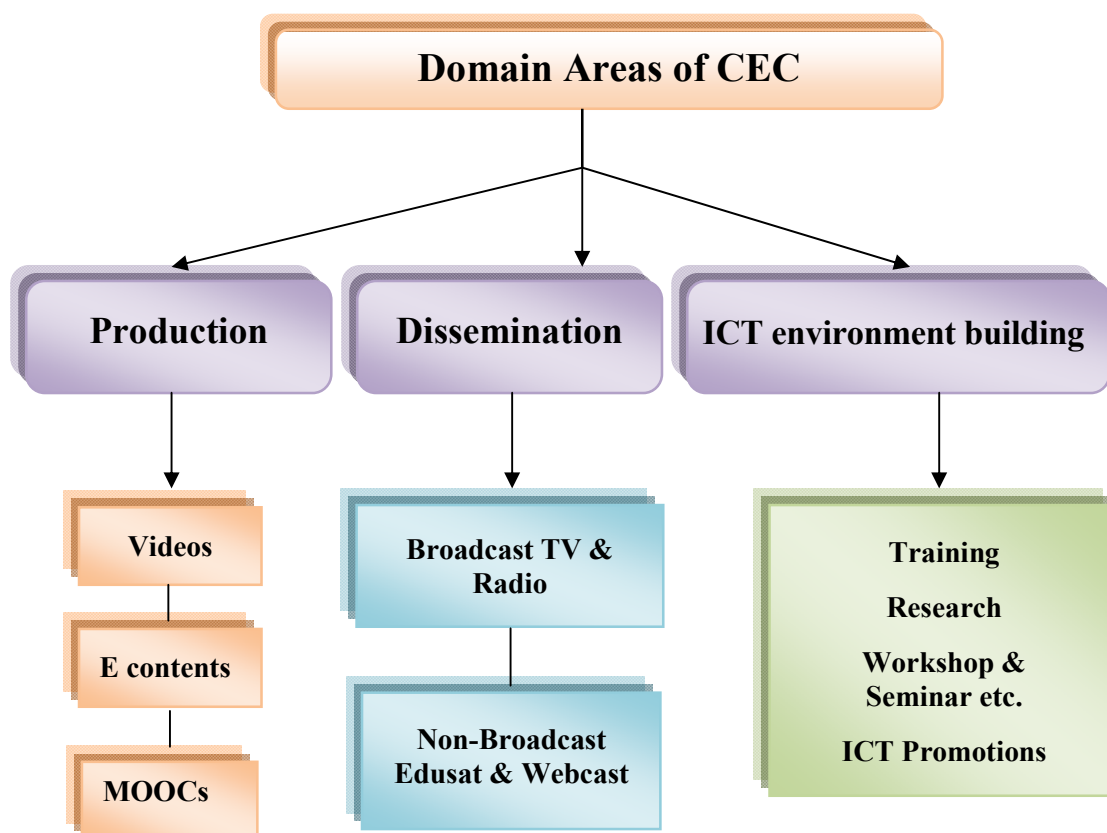 Domain Areas of CEC
Production
Dissemination
ICT environment building
Videos
E contents
MOOCs
Broadcast TV &
Radio
Non-Broadcast
Edusat & Webcast
Training
Research
Workshop &
Seminar etc.
ICT Promotions